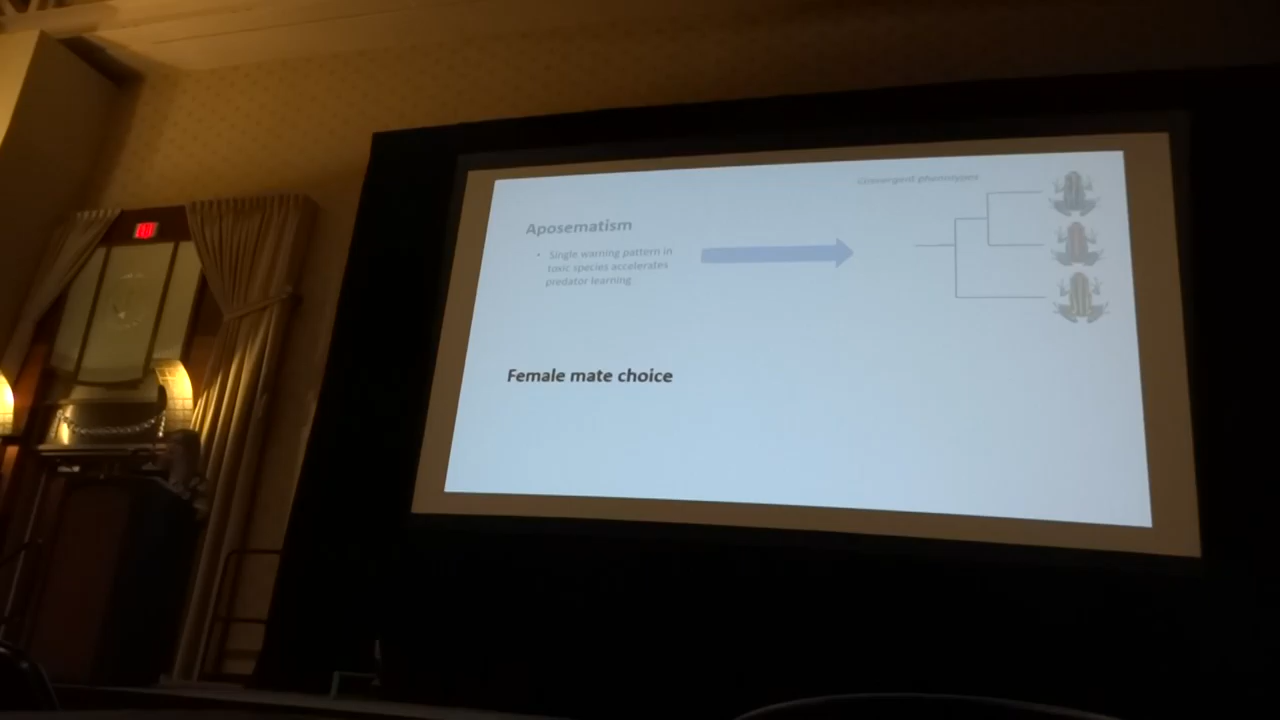 Convergent phenotypes
Aposematism
• Single warning pattern in
toxic species accelerates
predator learning
Female mate choice